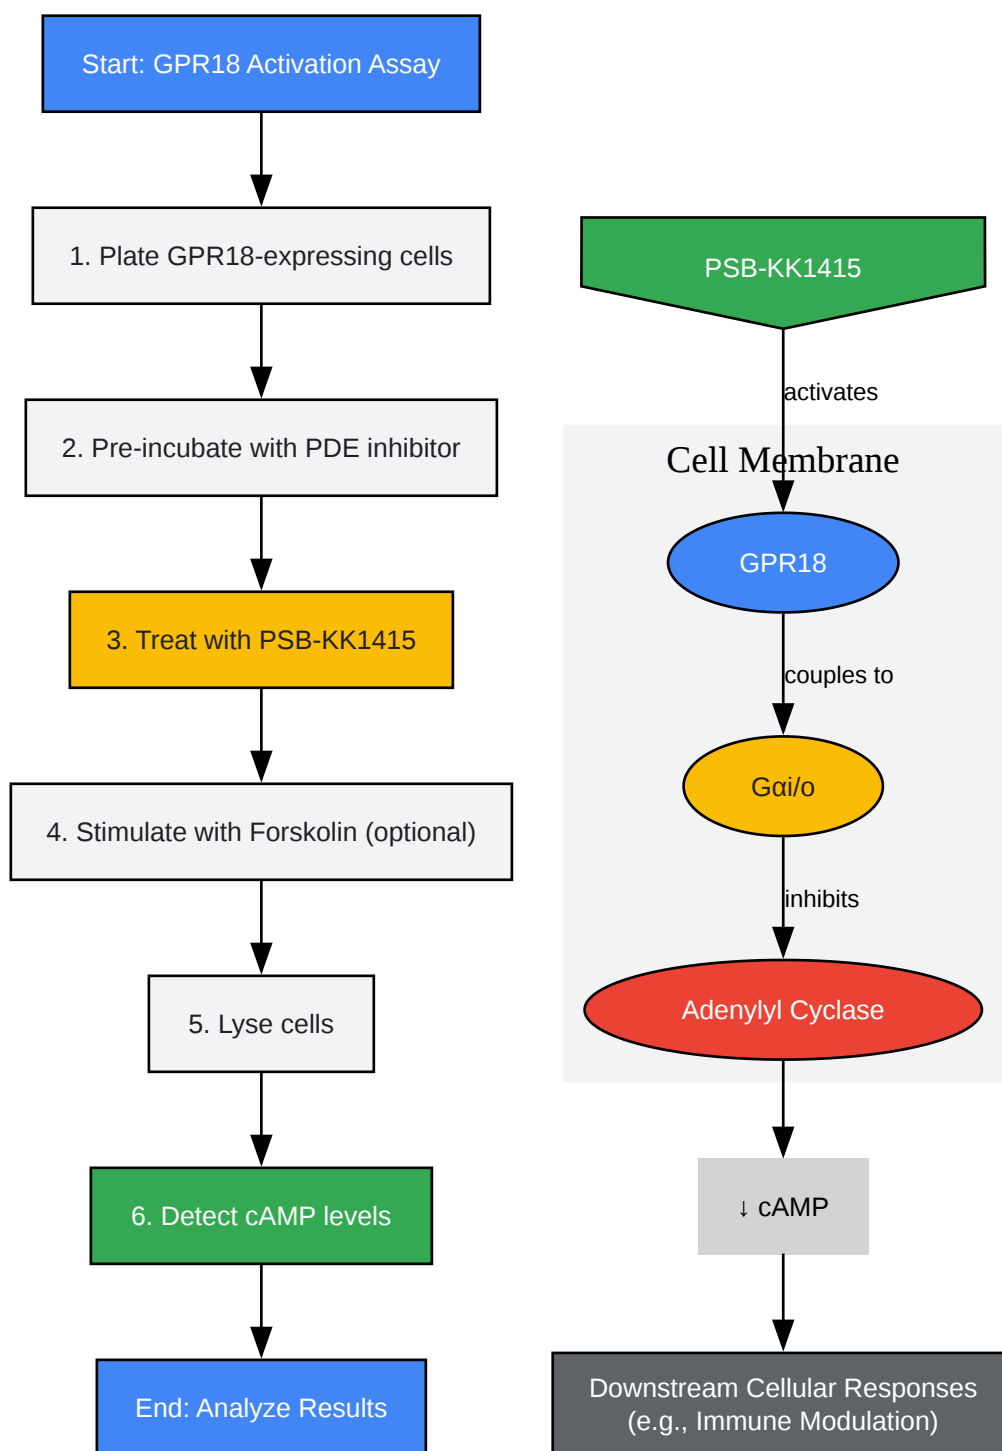 Start: GPR18 Activation Assay
1. Plate GPR18-expressing cells
2. Pre-incubate with PDE inhibitor
3. Treat with PSB-KK1415
4. Stimulate with Forskolin (optional)
5. Lyse cells
6. Detect cAMP levels
End: Analyze Results
PSB-KK1415
activates
Cell Membrane
GPR18
couples to
Gαi/o
inhibits
Adenylyl Cyclase
↓ cAMP
Downstream Cellular Responses
(e.g., Immune Modulation)